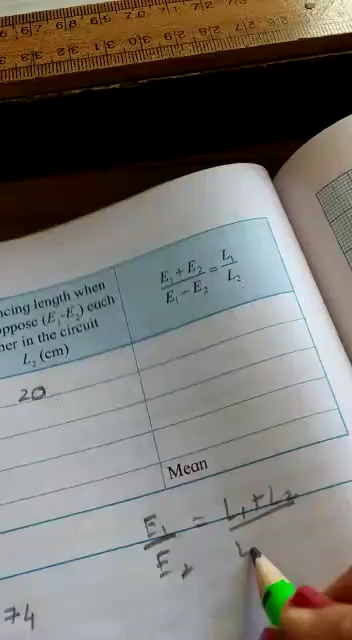 ncing length when
ppose (E₁-E₂) each
her in the circuit
L₂ (cm)
E₁ + E₂ / E₁ - E₂ = L₁ / L₂
20
Mean
E₁ / E₂ = L₁ + L₂ / L
74